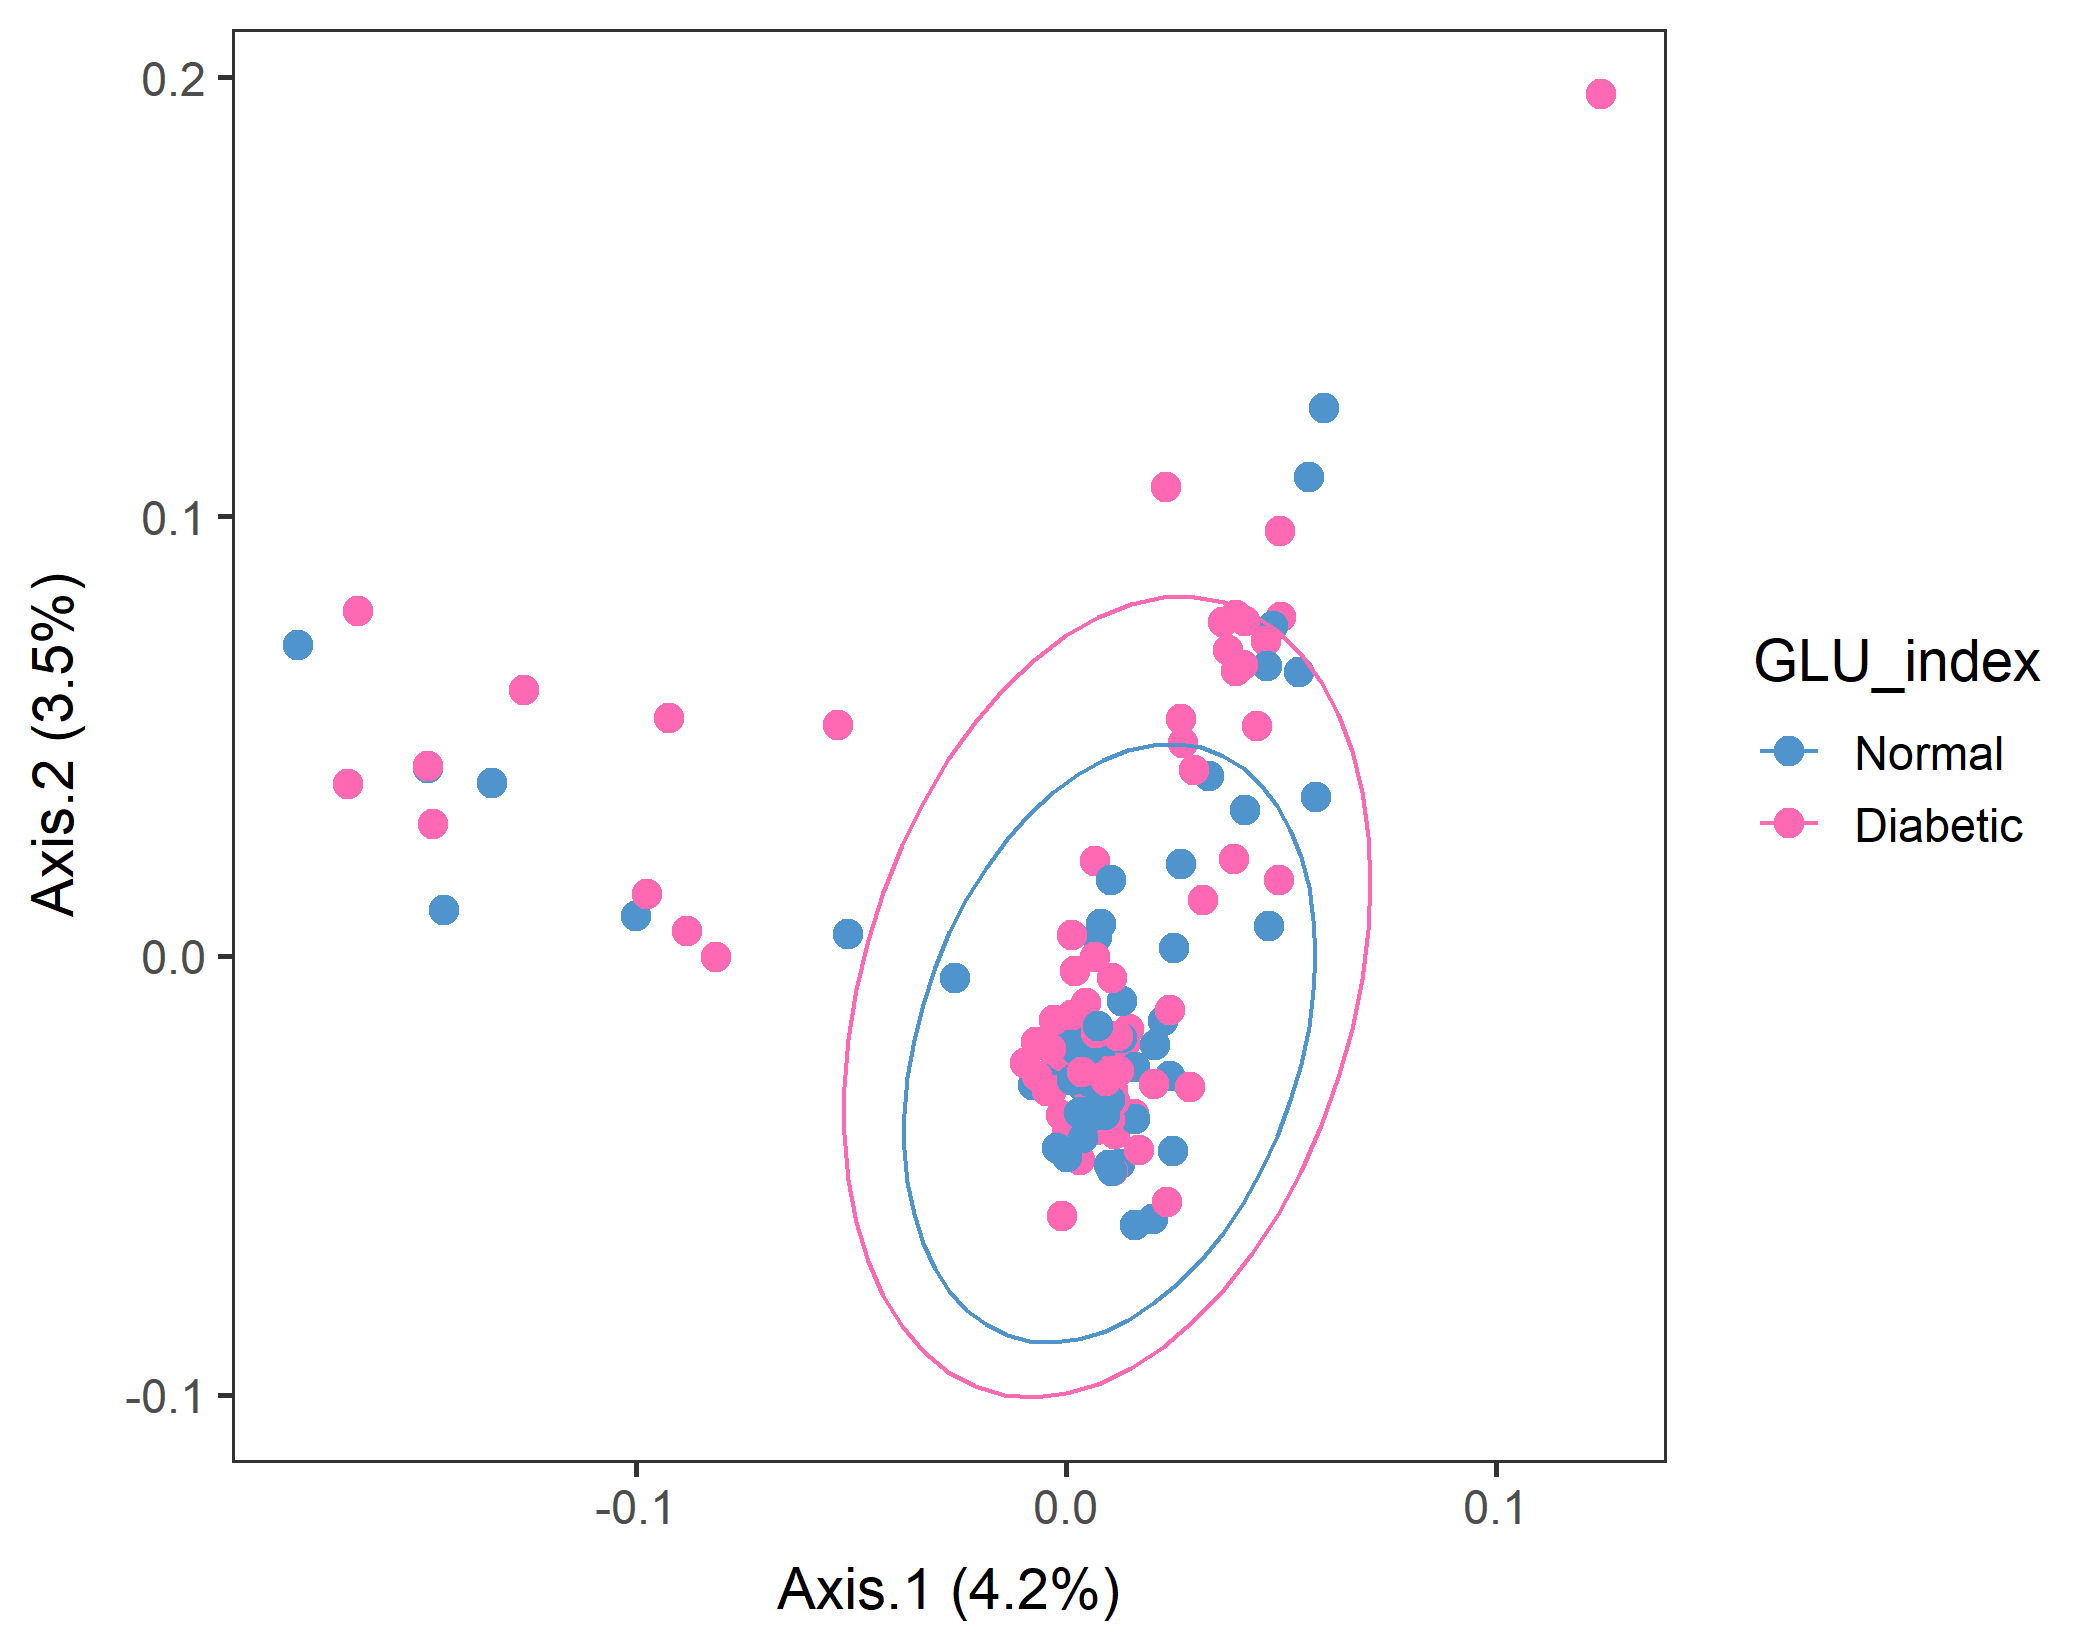 0.2
0.1
0.0
-0.1
Axis.2 (3.5%)
-0.1
0.0
0.1
Axis.1 (4.2%)
GLU_index
Normal
Diabetic